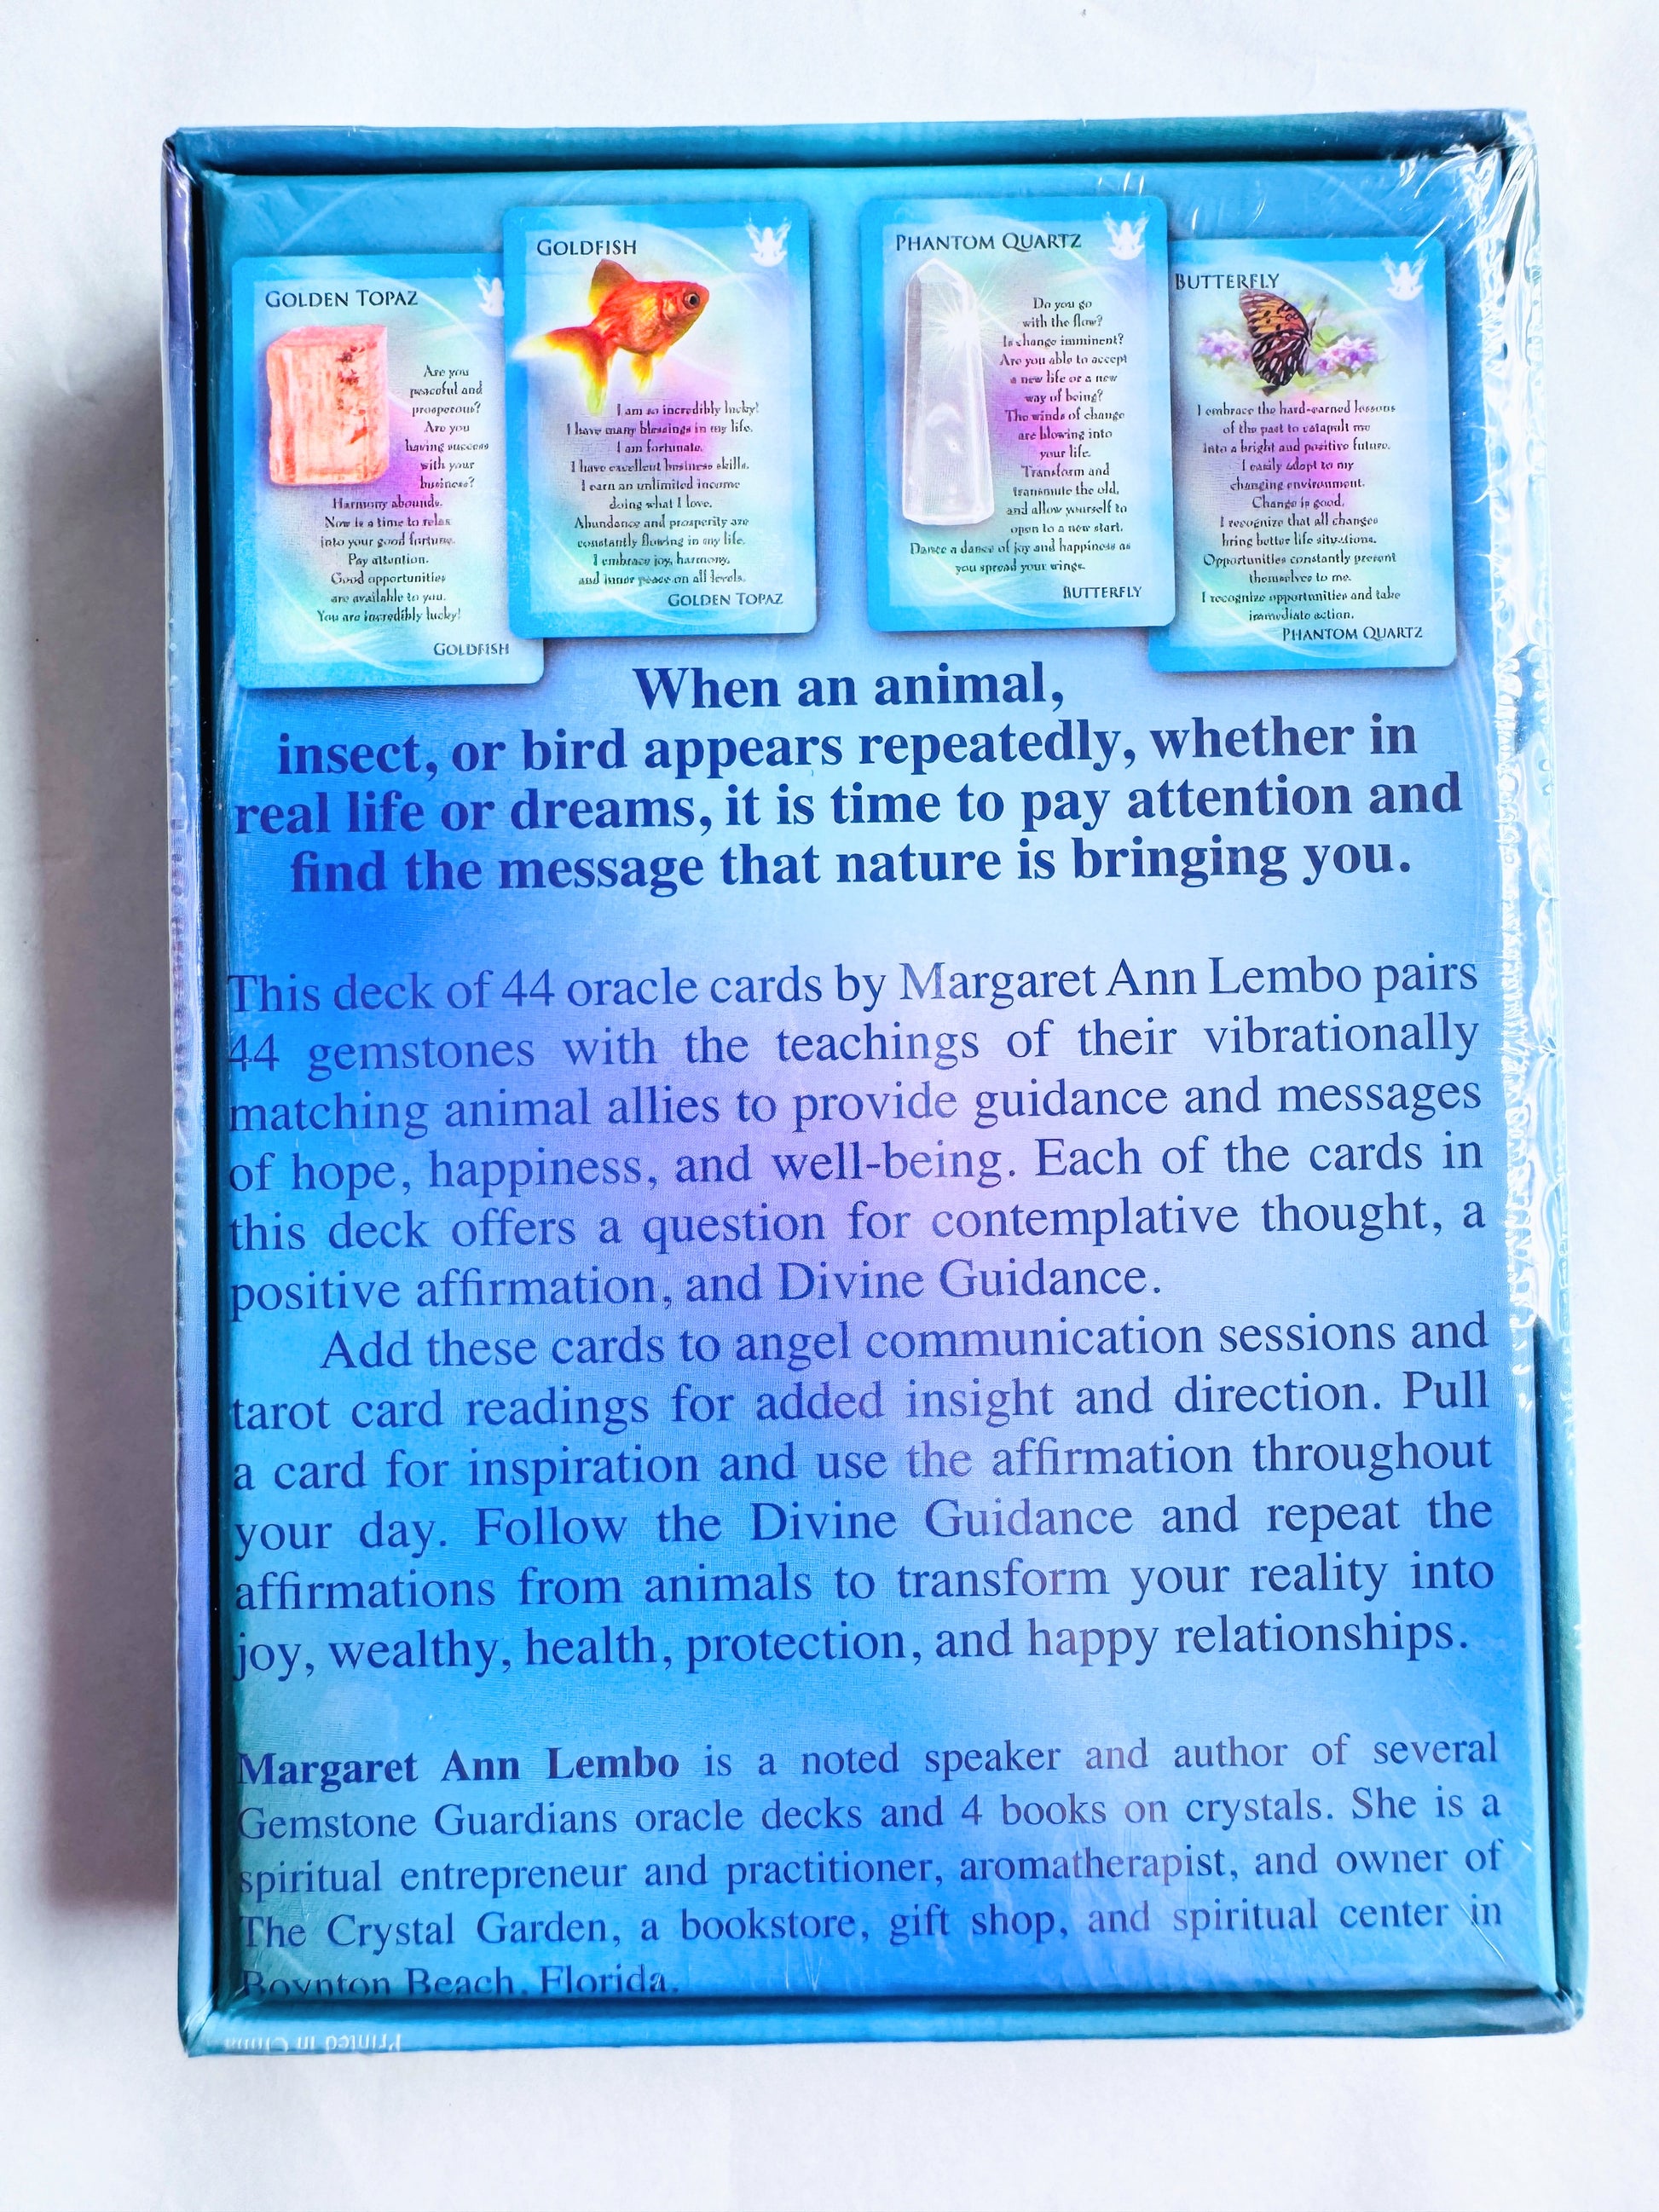 GOLDEN TOPAZ
Are you
peaceful and
prosperous?
Are you
having success
with your
business?
Harmony abounds.
Now is a time to relax
into your good fortune.
Pay attention.
Good opportunities
are available to you.
You are incredibly lucky!
GOLDFISH
GOLDFISH
I am so incredibly lucky!
I have many blessings in my life.
I am fortunate.
I have excellent business skills.
I earn an unlimited income
doing what I love.
Abundance and prosperity are
constantly flowing in my life.
I embrace joy, harmony,
and inner peace on all levels.
GOLDEN TOPAZ
PHANTOM QUARTZ
Do you go
with the flow?
Is change imminent?
Are you able to accept
a new life or a new
way of being?
The winds of change
are blowing into
your life.
Transform and
transmute the old,
and allow yourself to
open to a new start.
Dance a dance of joy and happiness as
you spread your wings.
BUTTERFLY
BUTTERFLY
I embrace the hard-earned lessons
of the past to catapult me
into a bright and positive future.
I easily adapt to my
changing environment.
Change is good.
I recognize that all changes
bring better life situations.
Opportunities constantly present
themselves to me.
I recognize opportunities and take
immediate action.
PHANTOM QUARTZ
When an animal,
insect, or bird appears repeatedly, whether in
real life or dreams, it is time to pay attention and
find the message that nature is bringing you.
This deck of 44 oracle cards by Margaret Ann Lembo pairs
44 gemstones with the teachings of their vibrationally
matching animal allies to provide guidance and messages
of hope, happiness, and well-being. Each of the cards in
this deck offers a question for contemplative thought, a
positive affirmation, and Divine Guidance.
Add these cards to angel communication sessions and
tarot card readings for added insight and direction. Pull
a card for inspiration and use the affirmation throughout
your day. Follow the Divine Guidance and repeat the
affirmations from animals to transform your reality into
joy, wealthy, health, protection, and happy relationships.
Margaret Ann Lembo is a noted speaker and author of several
Gemstone Guardians oracle decks and 4 books on crystals. She is a
spiritual entrepreneur and practitioner, aromatherapist, and owner of
The Crystal Garden, a bookstore, gift shop, and spiritual center in
Boynton Beach, Florida.
Printed in China